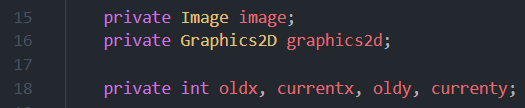 15 private Image image;
16 private Graphics2D graphics2d;
17
18 private int oldx, currentx, oldy, currenty;